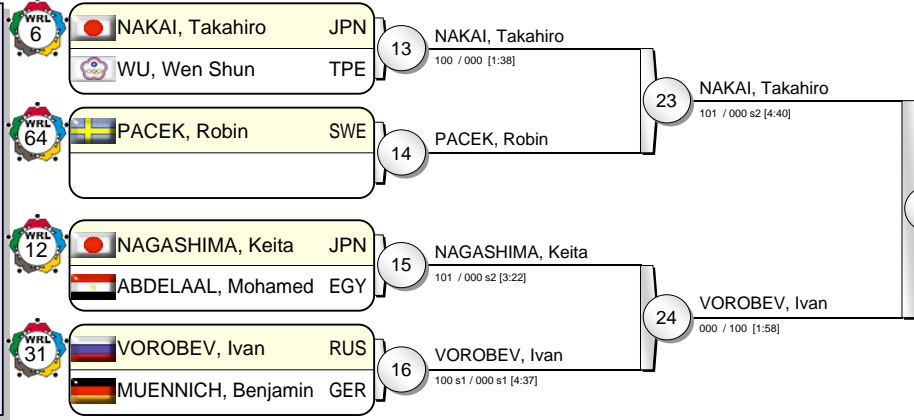 WRL
6
NAKAI, Takahiro JPN
WU, Wen Shun TPE
13
NAKAI, Takahiro
100 / 000 [1:38]
23
NAKAI, Takahiro
101 / 000 s2 [4:40]
WRL
64
PACEK, Robin SWE
14
PACEK, Robin
WRL
12
NAGASHIMA, Keita JPN
ABDELAAL, Mohamed EGY
15
NAGASHIMA, Keita
101 / 000 s2 [3:22]
24
VOROBEV, Ivan
000 / 100 [1:58]
WRL
31
VOROBEV, Ivan RUS
MUENNICH, Benjamin GER
16
VOROBEV, Ivan
100 s1 / 000 s1 [4:37]